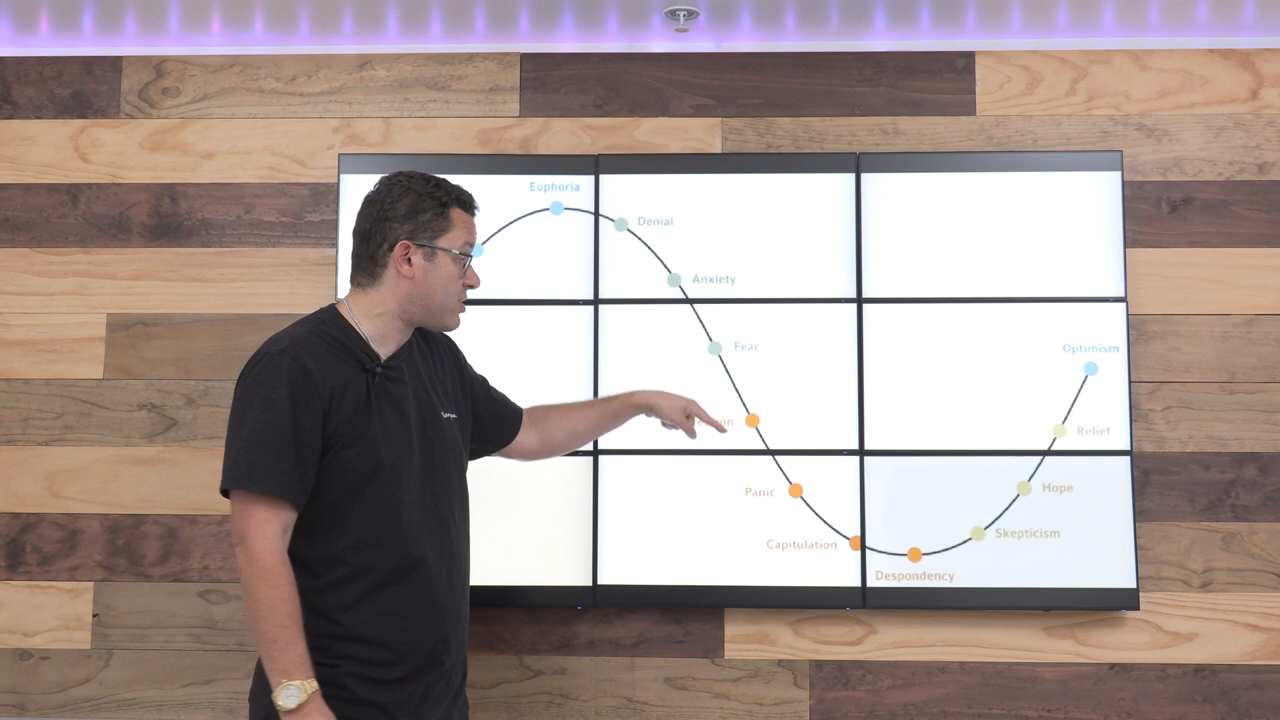 Euphoria
Denial
Anxiety
Fear
Panic
Capitulation
Despondency
Skepticism
Hope
Relief
Optimism